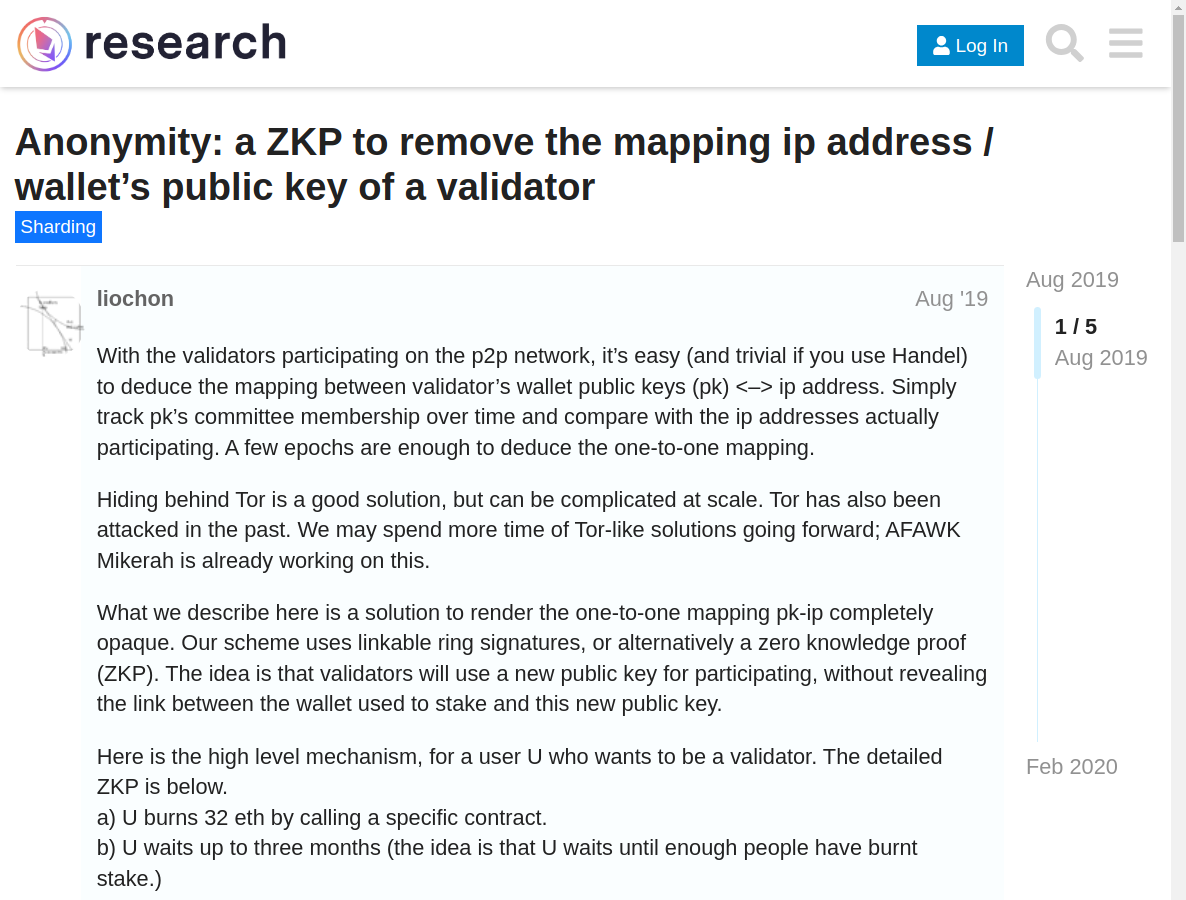 research
Log In
Anonymity: a ZKP to remove the mapping ip address /
wallet’s public key of a validator
Sharding
liochon
Aug '19
With the validators participating on the p2p network, it’s easy (and trivial if you use Handel)
to deduce the mapping between validator’s wallet public keys (pk) <–> ip address. Simply
track pk’s committee membership over time and compare with the ip addresses actually
participating. A few epochs are enough to deduce the one-to-one mapping.
Hiding behind Tor is a good solution, but can be complicated at scale. Tor has also been
attacked in the past. We may spend more time of Tor-like solutions going forward; AFAWK
Mikerah is already working on this.
What we describe here is a solution to render the one-to-one mapping pk-ip completely
opaque. Our scheme uses linkable ring signatures, or alternatively a zero knowledge proof
(ZKP). The idea is that validators will use a new public key for participating, without revealing
the link between the wallet used to stake and this new public key.
Here is the high level mechanism, for a user U who wants to be a validator. The detailed
ZKP is below.
a) U burns 32 eth by calling a specific contract.
b) U waits up to three months (the idea is that U waits until enough people have burnt
stake.)
Aug 2019
1 / 5
Aug 2019
Feb 2020